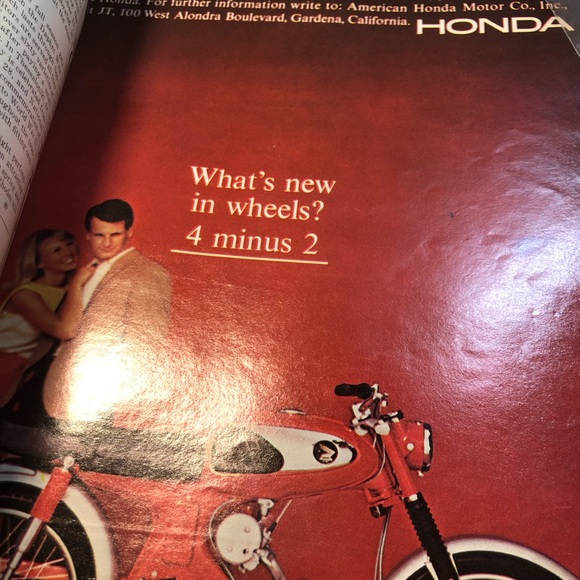 Honda. For further information write to: American Honda Motor Co., Inc.,
JT, 100 West Alondra Boulevard, Gardena, California.
HONDA
What's new
in wheels?
4 minus 2